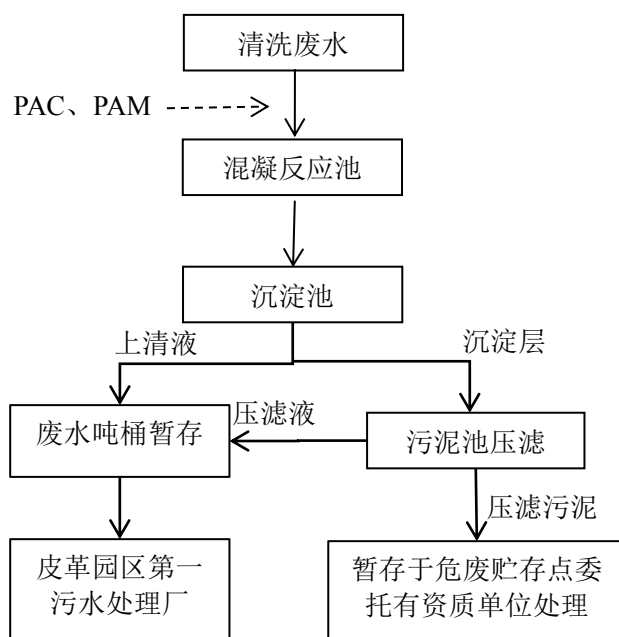 清洗废水
PAC、PAM
混凝反应池
沉淀池
上清液
沉淀层
废水吨桶暂存
压滤液
污泥池压滤
压滤污泥
皮革园区第一
污水处理厂
暂存于危废贮存点委
托有资质单位处理